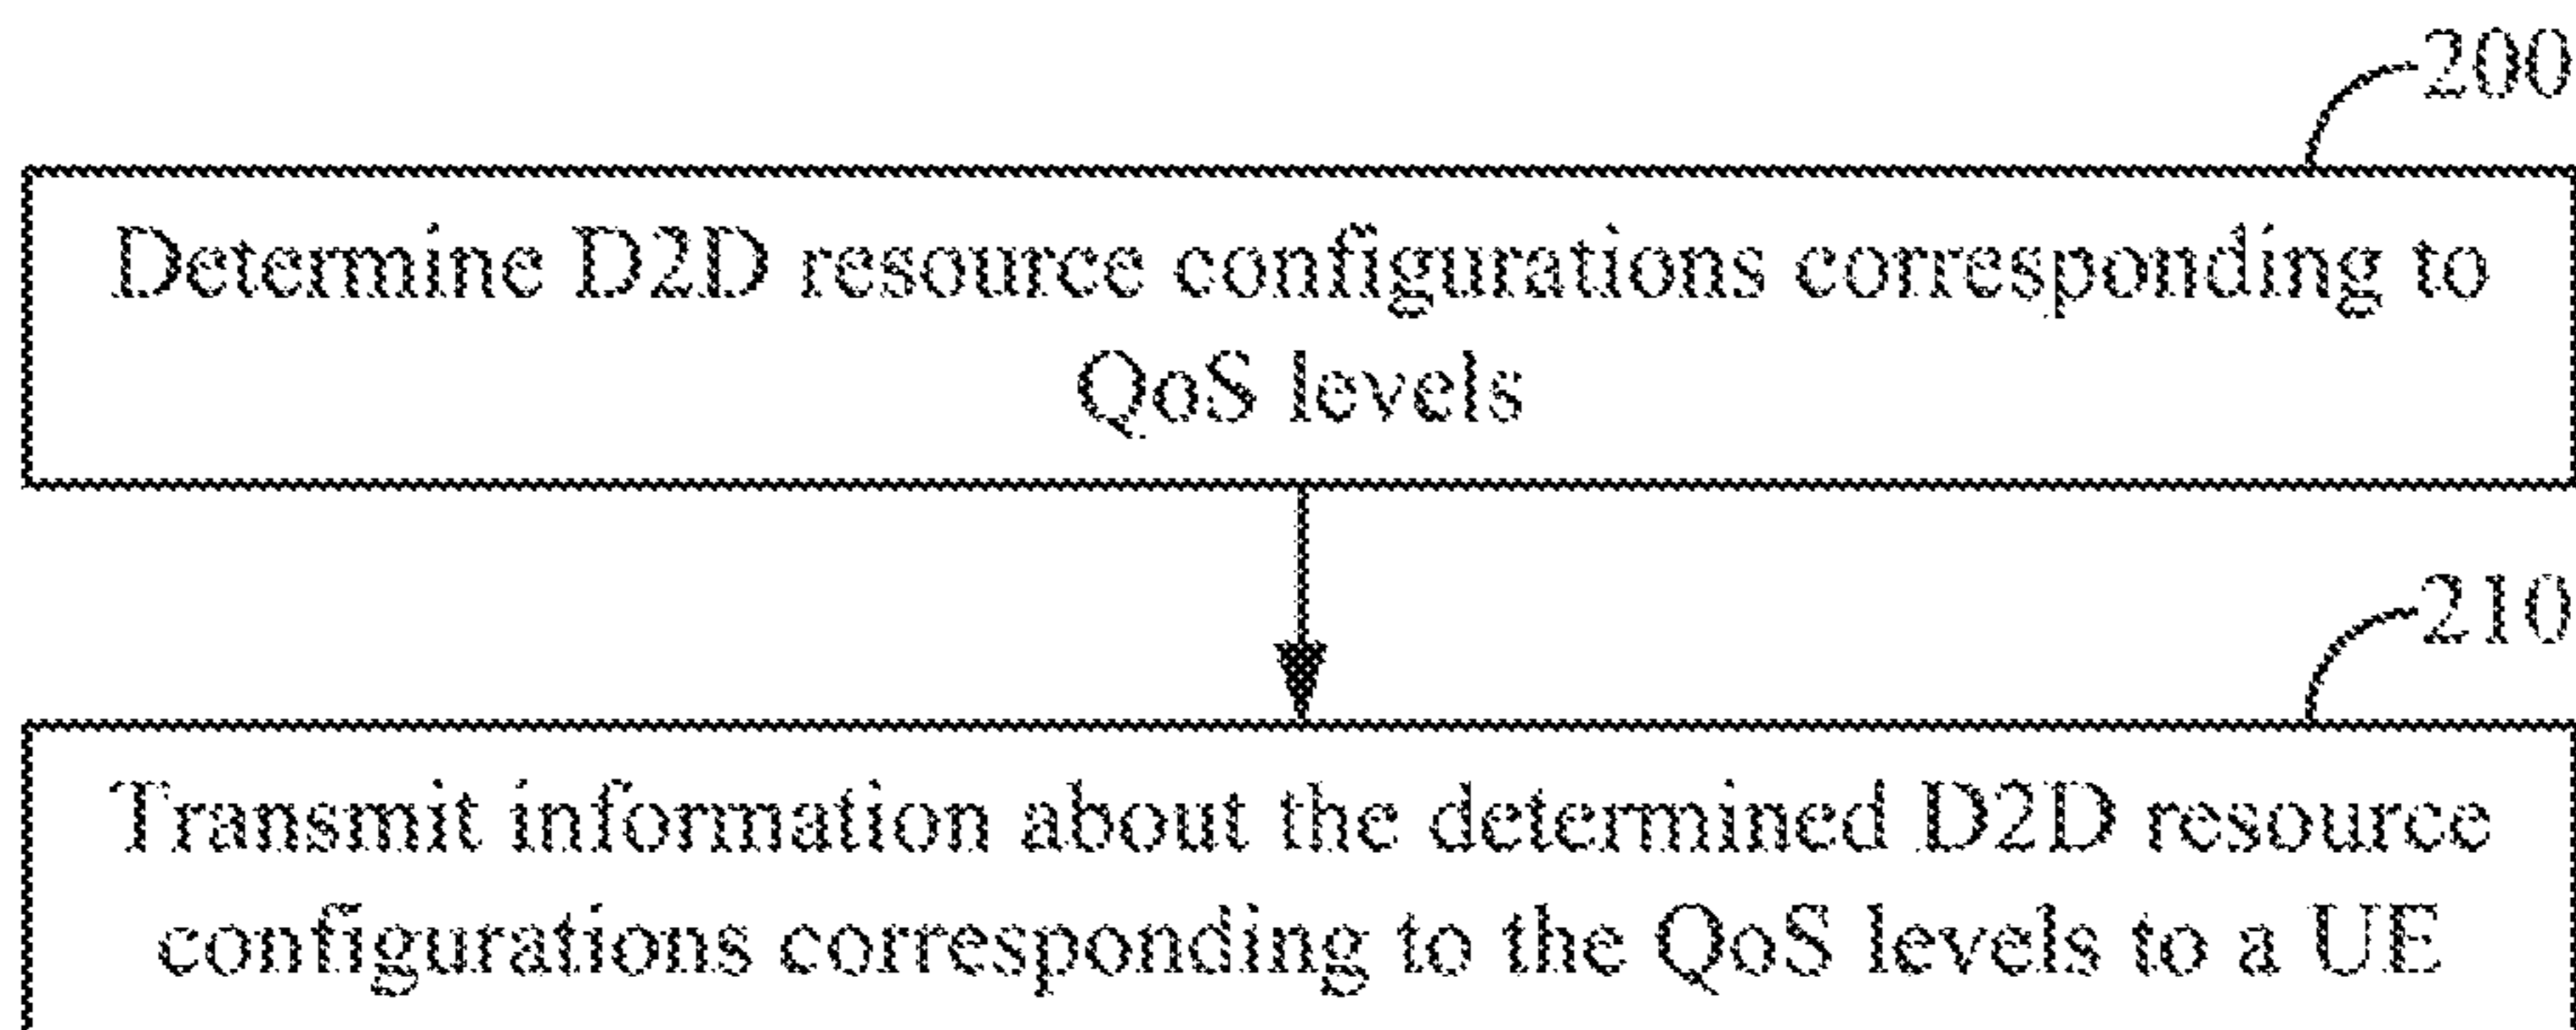 200
Determine D2D resource configurations corresponding to
QoS levels
210
Transmit information about the determined D2D resource
configurations corresponding to the QoS levels to a UE